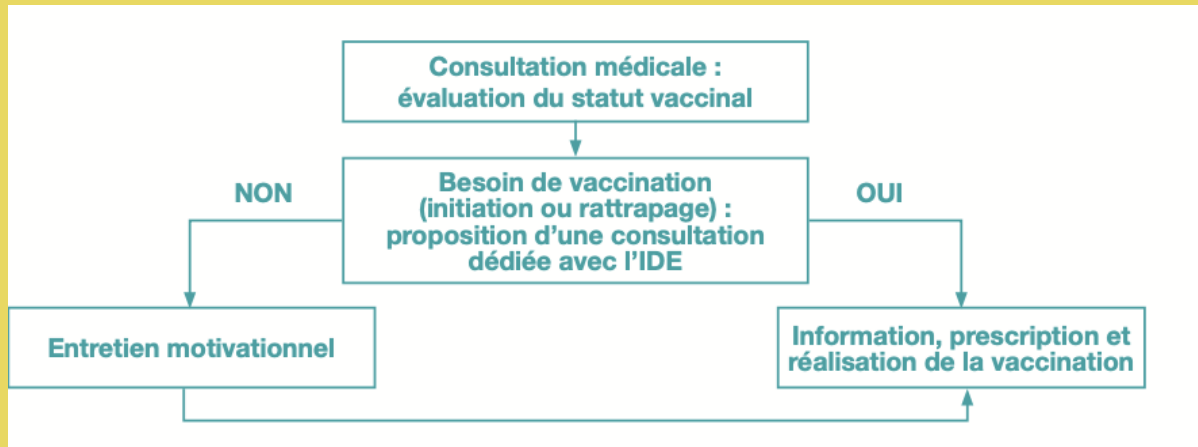 Consultation médicale :
évaluation du statut vaccinal
NON
Besoin de vaccination
(initiation ou rattrapage) :
proposition d’une consultation
dédiée avec l’IDE
OUI
Entretien motivationnel
Information, prescription et
réalisation de la vaccination